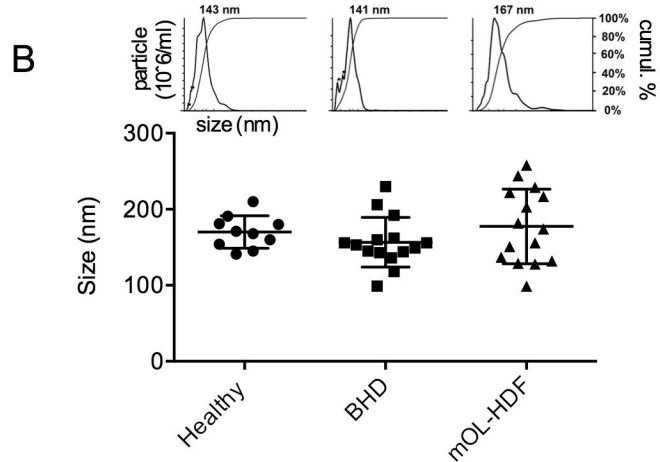 B
143 nm
141 nm
167 nm
particle
(10^6/ml)
100%
80%
60%
40%
20%
0%
cumul. %
size (nm)
Size (nm)
300
200
100
0
Healthy
BHD
mOL-HDF